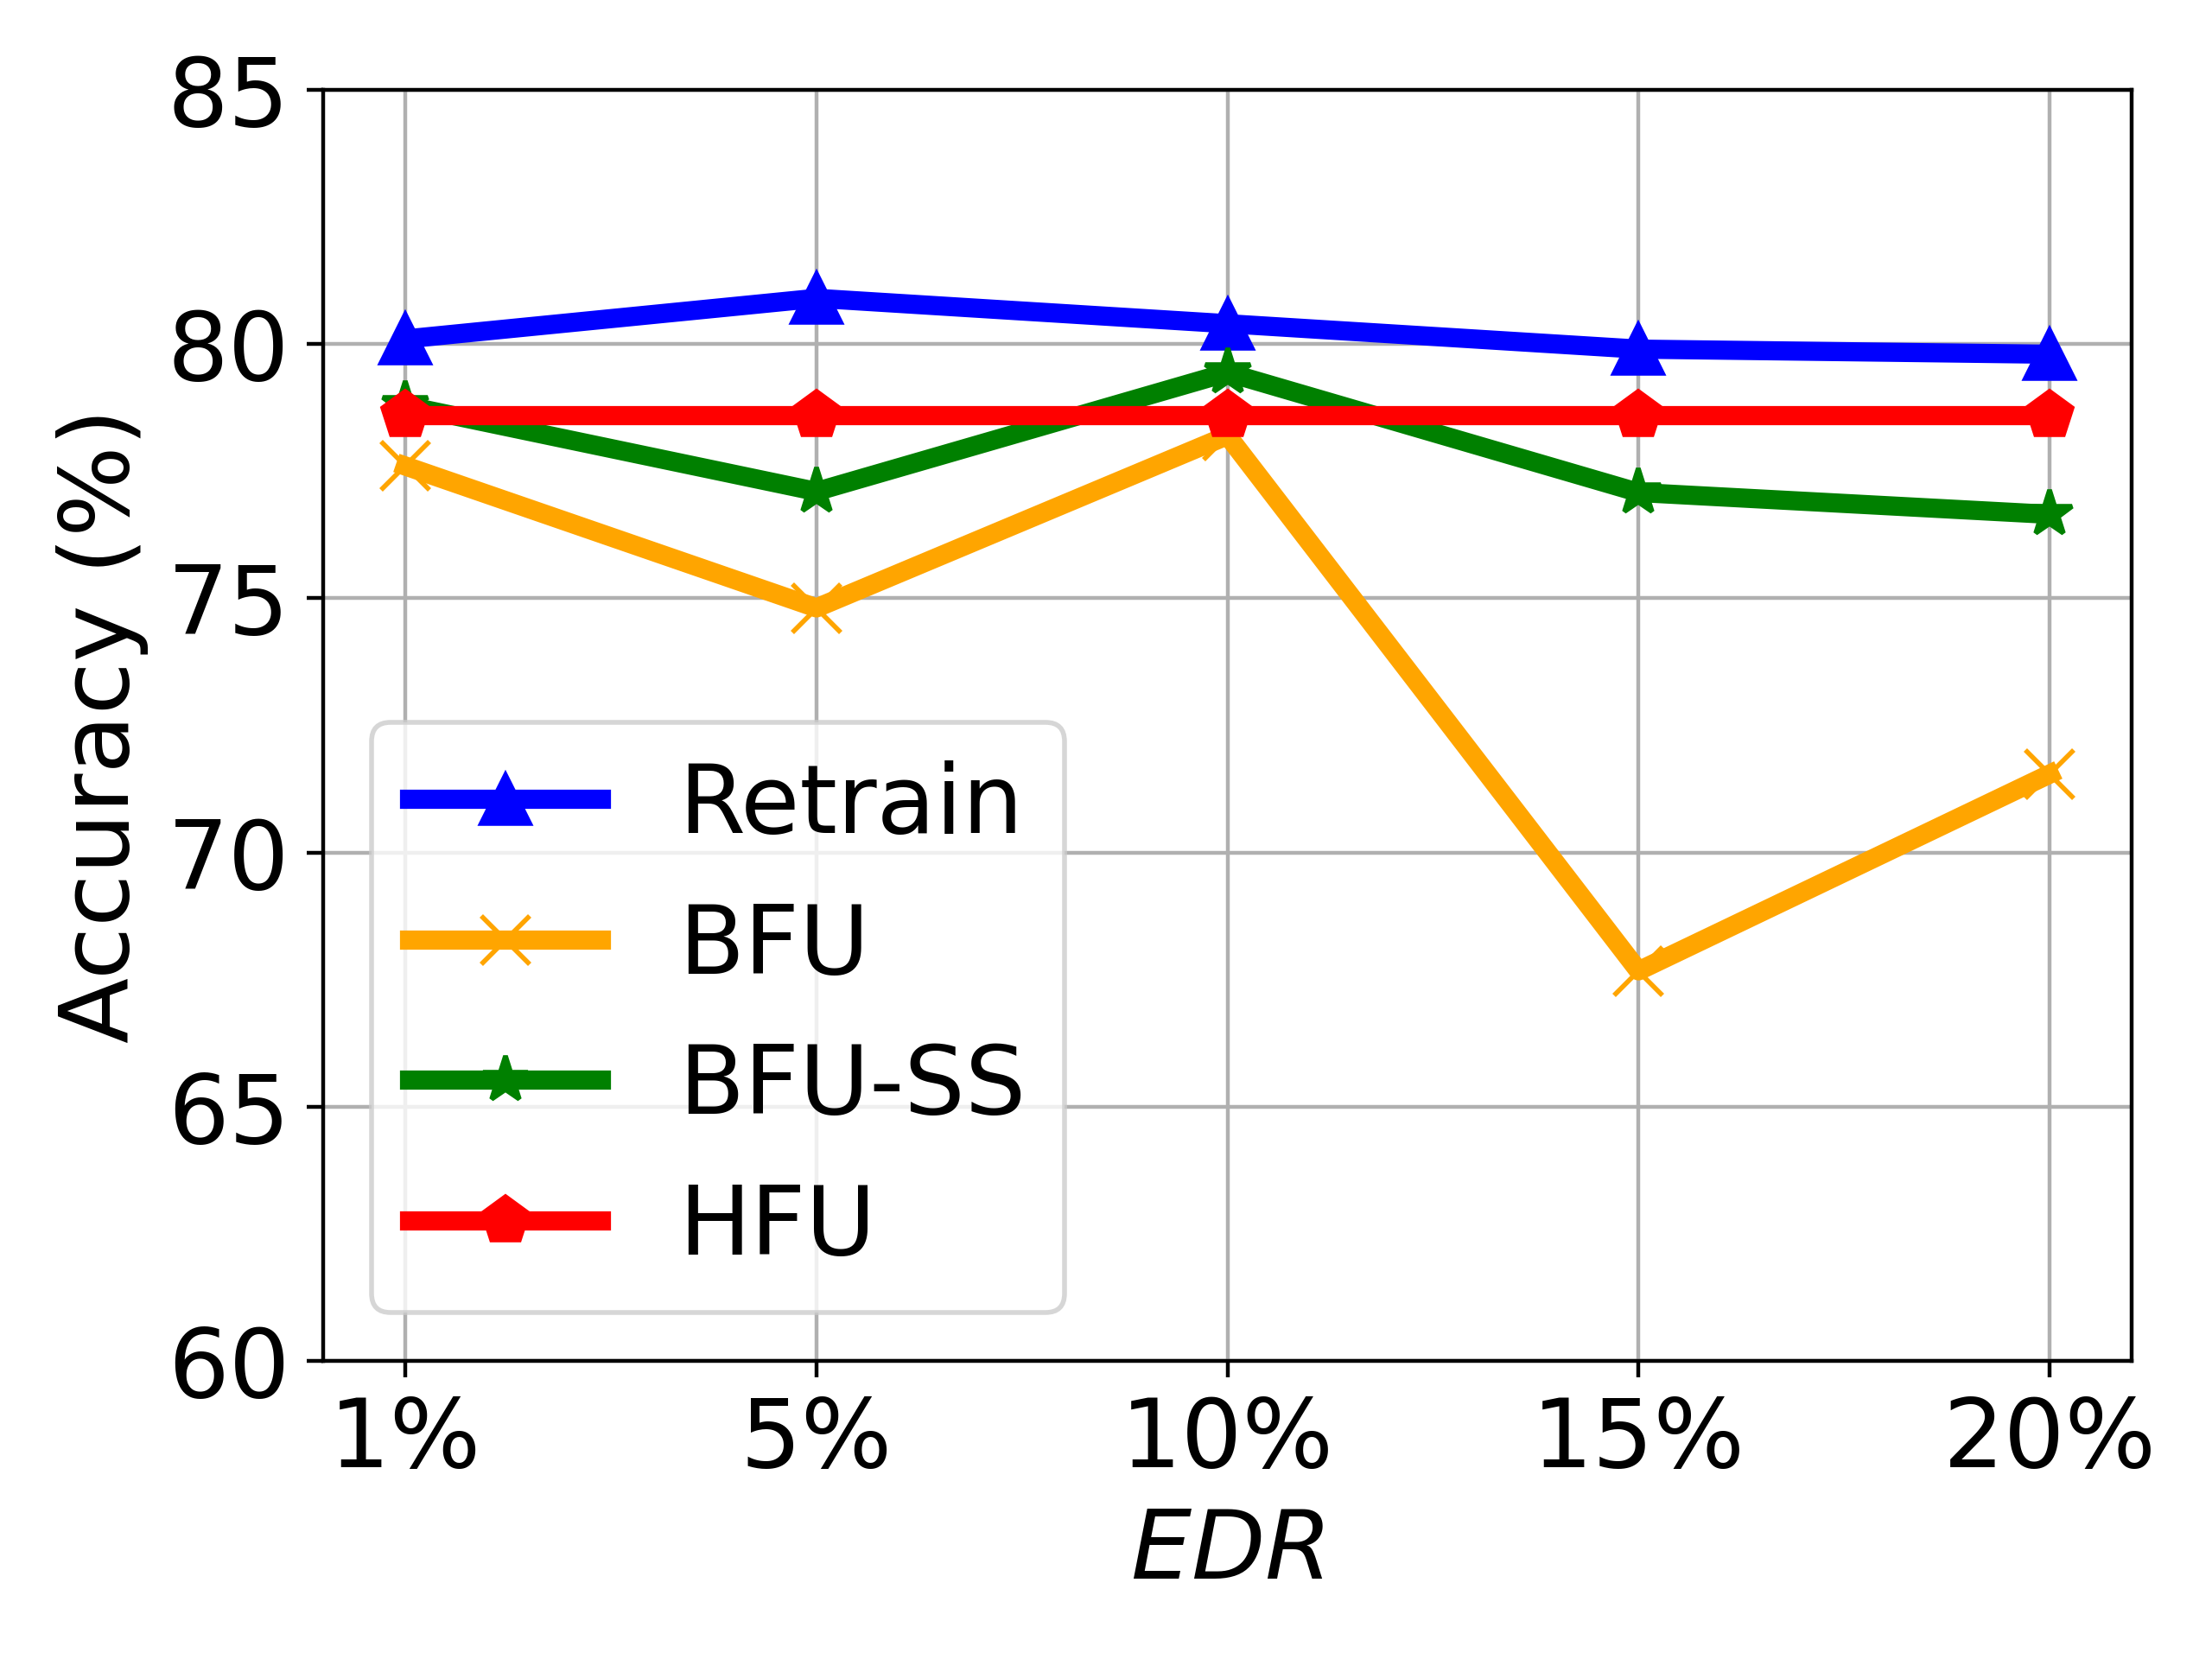 85
80
75
70
65
60
Accuracy (%)
Retrain
BFU
BFU-SS
HFU
1% 5% 10% 15% 20%
EDR